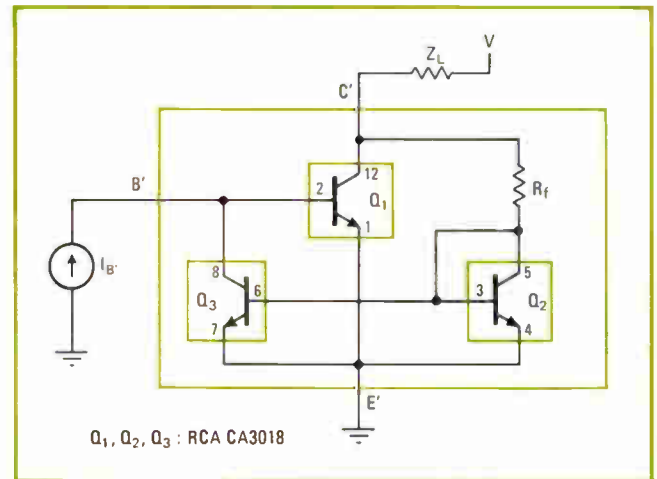 V
Z_L
C'
12
R_f
B'
2
Q_1
1
5
I_B'
8
6
3
Q_2
Q_3
7
4
E'
Q_1, Q_2, Q_3 : RCA CA3018